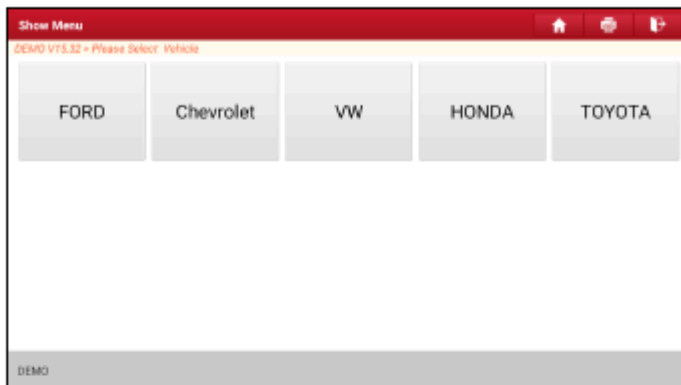 Show Menu
DEMO V15.32 > Please Select Vehicle
FORD Chevrolet VW HONDA TOYOTA
DEMO